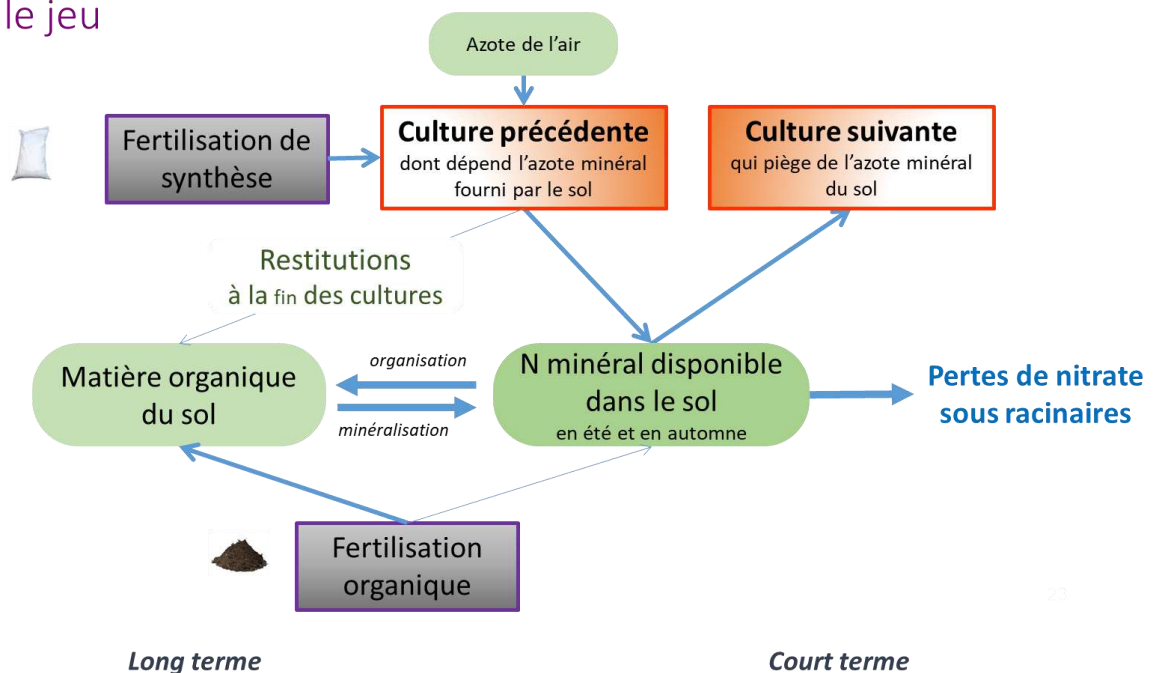 le jeu
Azote de l'air
Fertilisation de
synthèse
Culture précédente
dont dépend l'azote minéral
fourni par le sol
Culture suivante
qui piège de l'azote minéral
du sol
Restitutions
à la fin des cultures
Matière organique
du sol
organisation
minéralisation
N minéral disponible
dans le sol
en été et en automne
Pertes de nitrate
sous racinaires
Fertilisation
organique
23
Long terme
Court terme